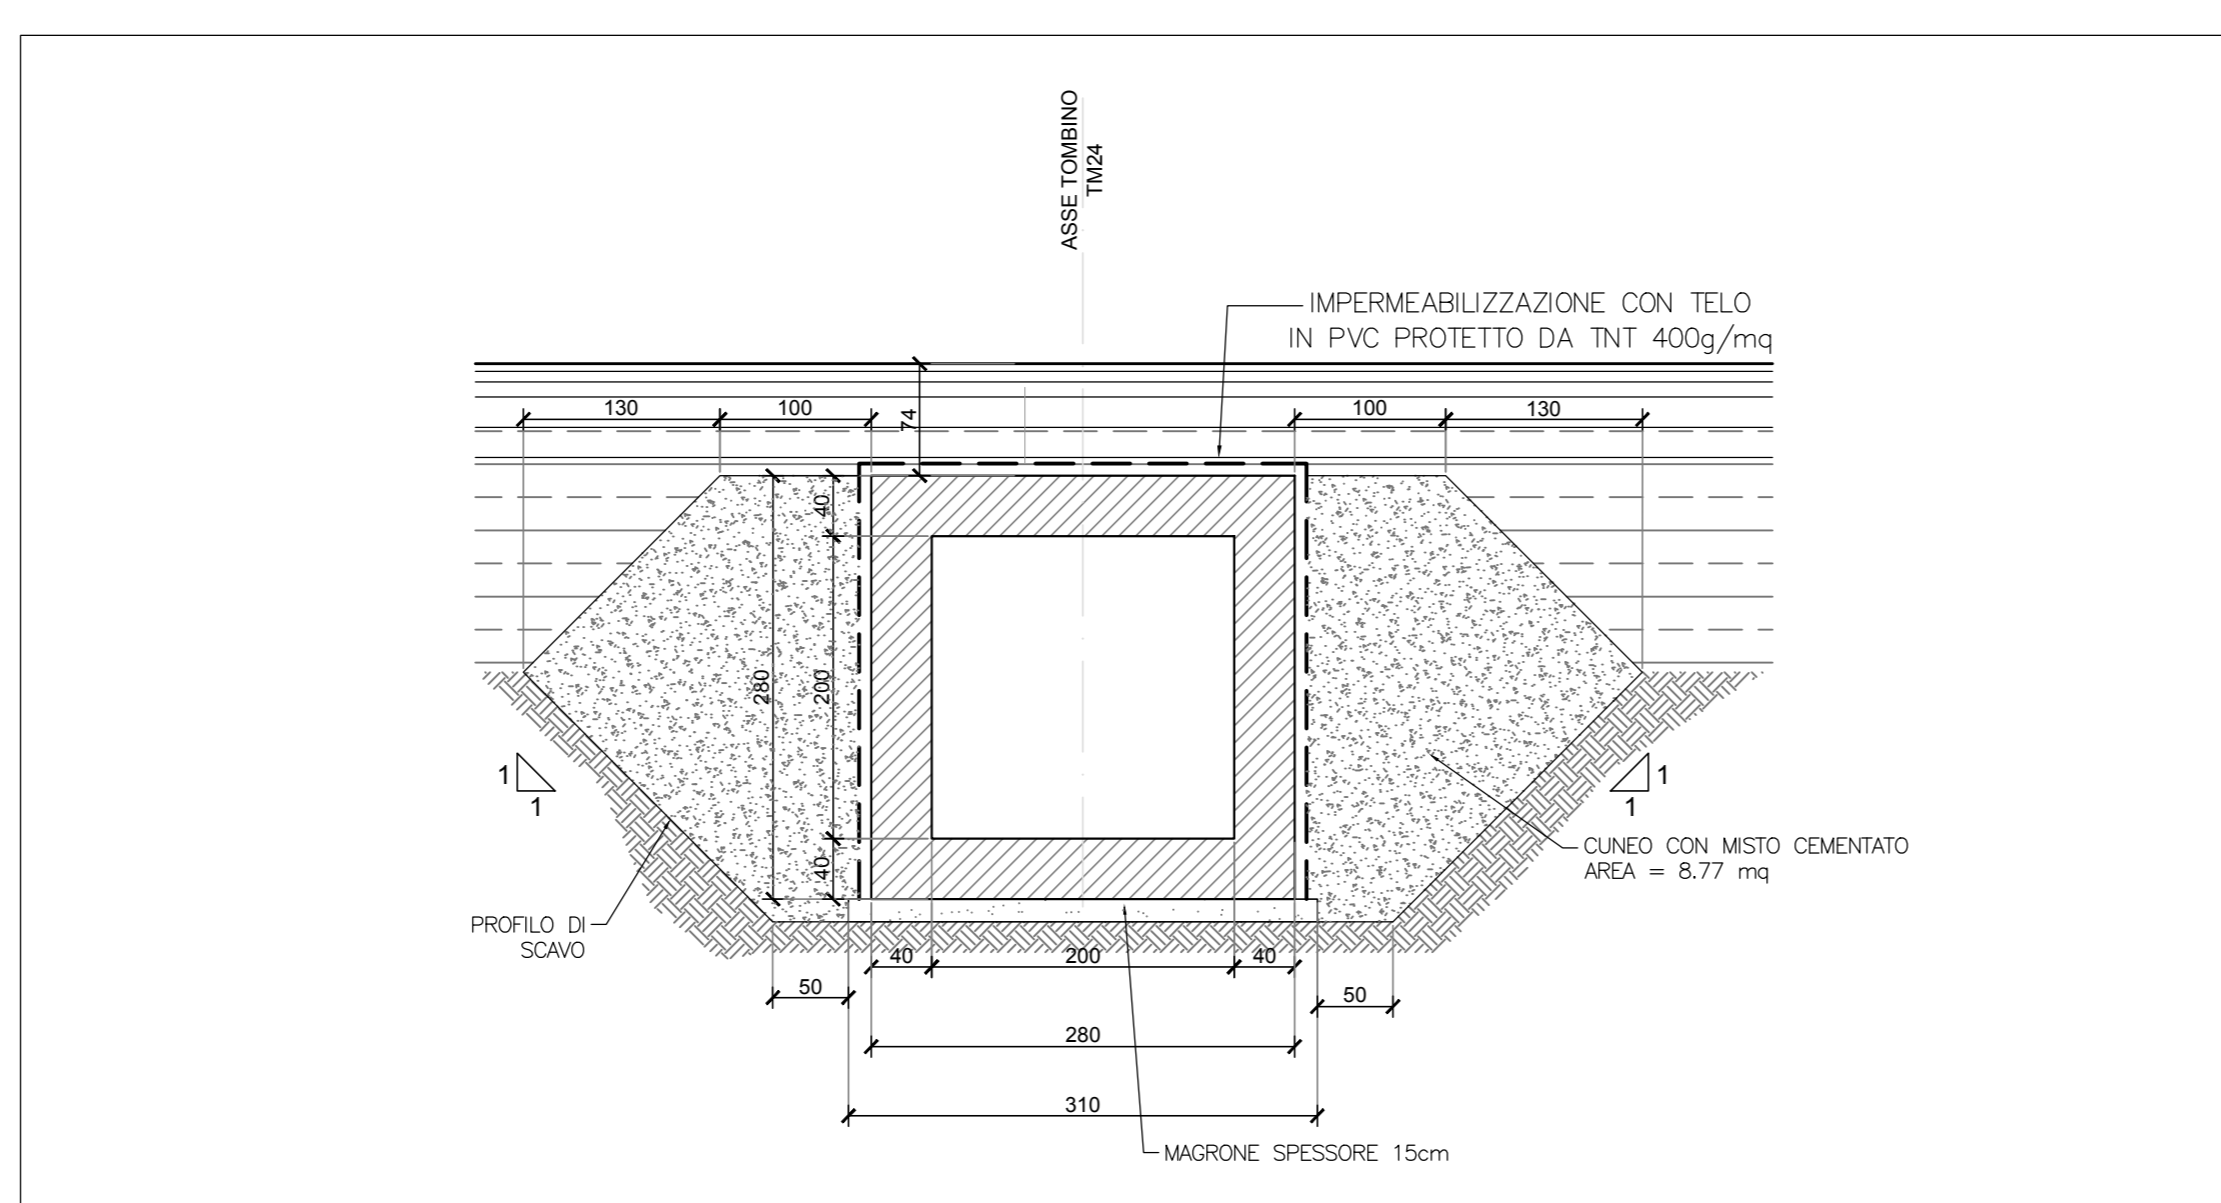 ASSE TOMBINO
TM24
IMPERMEABILIZZAZIONE CON TELO
IN PVC PROTETTO DA TNT 400g/mq
130
100
74
100
130
40
280
200
40
1
1
1
1
CUNEO CON MISTO CEMENTATO
AREA = 8.77 mq
PROFILO DI
SCAVO
40
200
40
50
50
280
310
MAGRONE SPESSORE 15cm